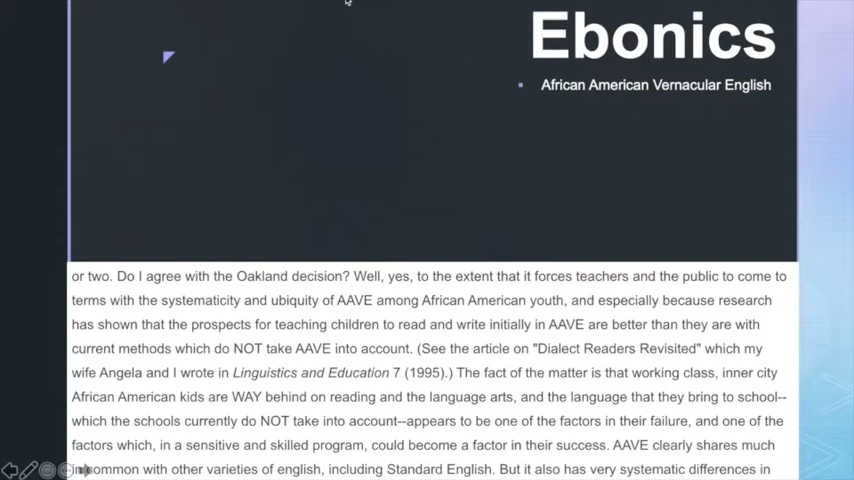 Ebonics
African American Vernacular English
or two. Do I agree with the Oakland decision? Well, yes, to the extent that it forces teachers and the public to come to
terms with the systematicity and ubiquity of AAVE among African American youth, and especially because research
has shown that the prospects for teaching children to read and write initially in AAVE are better than they are with
current methods which do NOT take AAVE into account. (See the article on "Dialect Readers Revisited" which my
wife Angela and I wrote in Linguistics and Education 7 (1995).) The fact of the matter is that working class, inner city
African American kids are WAY behind on reading and the language arts, and the language that they bring to school--
which the schools currently do NOT take into account--appears to be one of the factors in their failure, and one of the
factors which, in a sensitive and skilled program, could become a factor in their success. AAVE clearly shares much
in common with other varieties of english, including Standard English. But it also has very systematic differences in